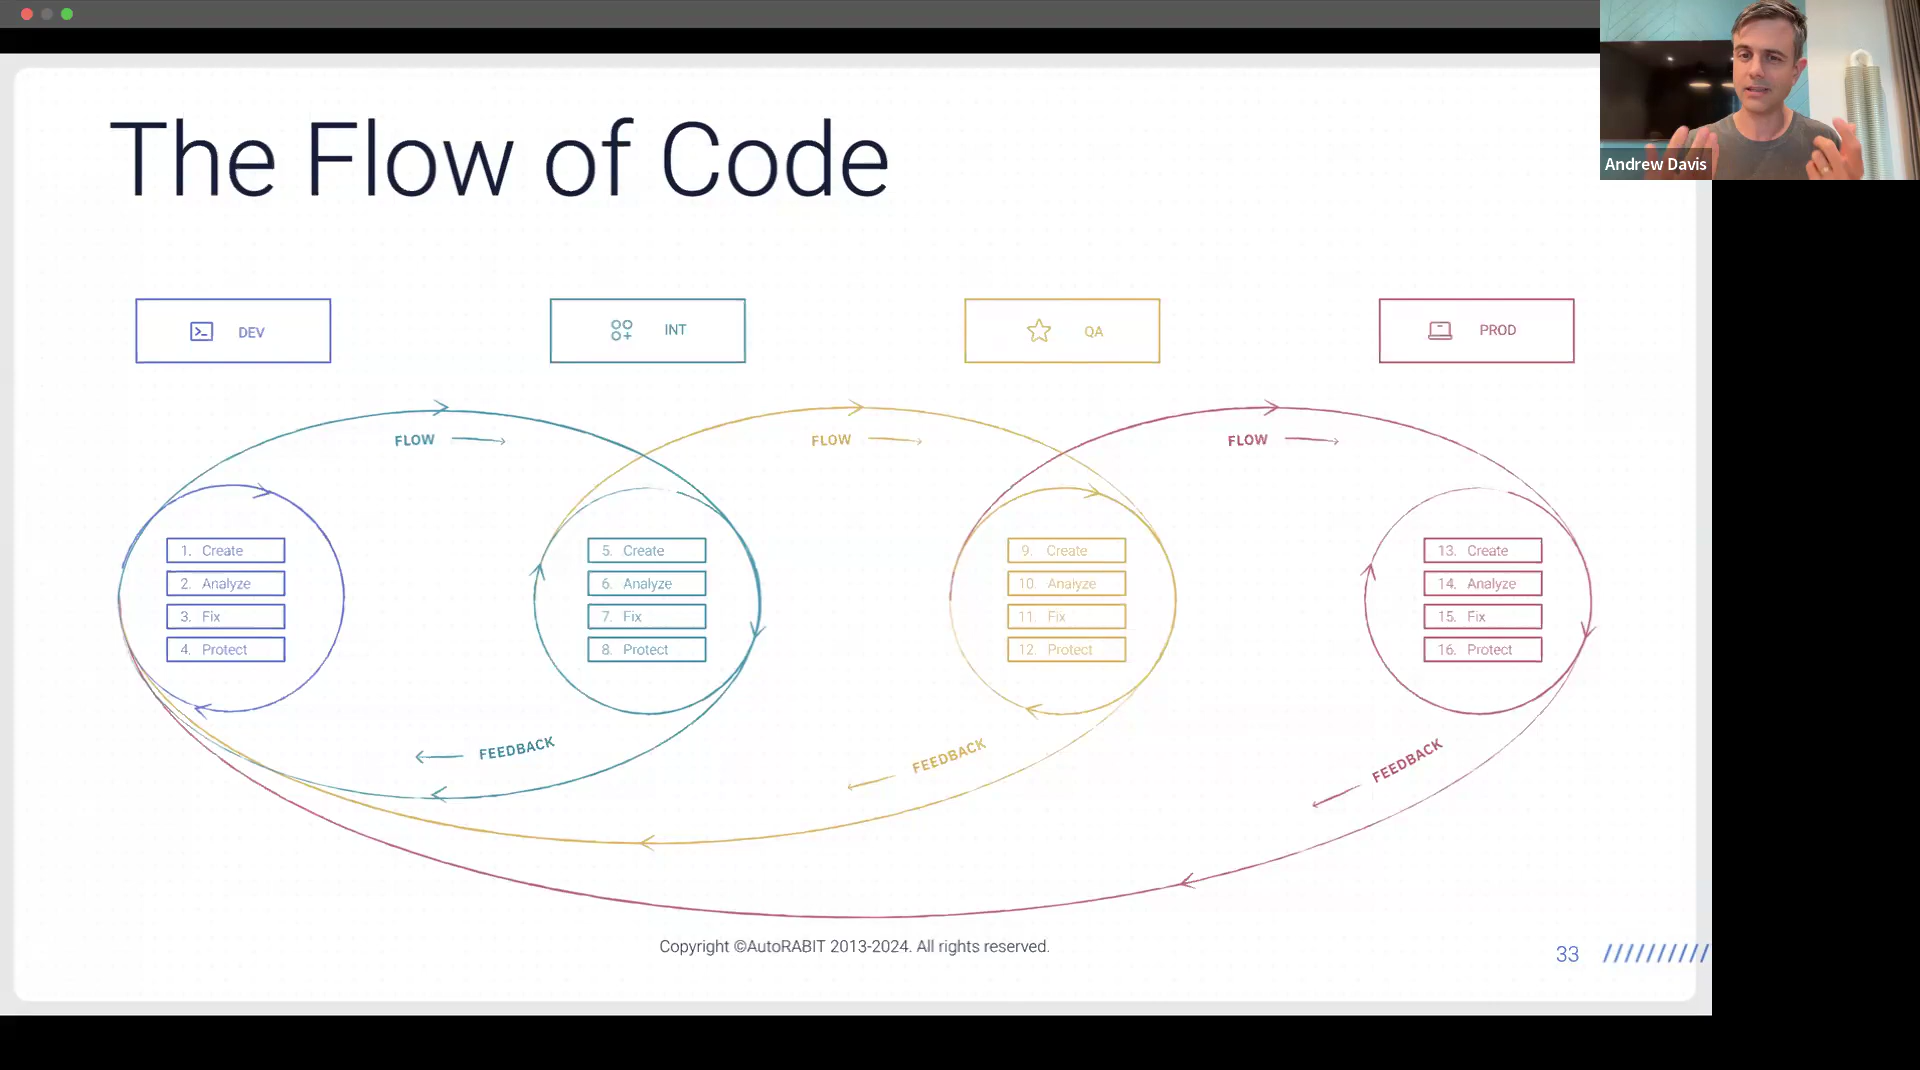 Andrew Davis
The Flow of Code
DEV
INT
QA
PROD
FLOW
FLOW
FLOW
1. Create
2. Analyze
3. Fix
4. Protect
5. Create
6. Analyze
7. Fix
8. Protect
9. Create
10. Analyze
11. Fix
12. Protect
13. Create
14. Analyze
15. Fix
16. Protect
FEEDBACK
FEEDBACK
FEEDBACK
Copyright ©AutoRABIT 2013-2024. All rights reserved.
33